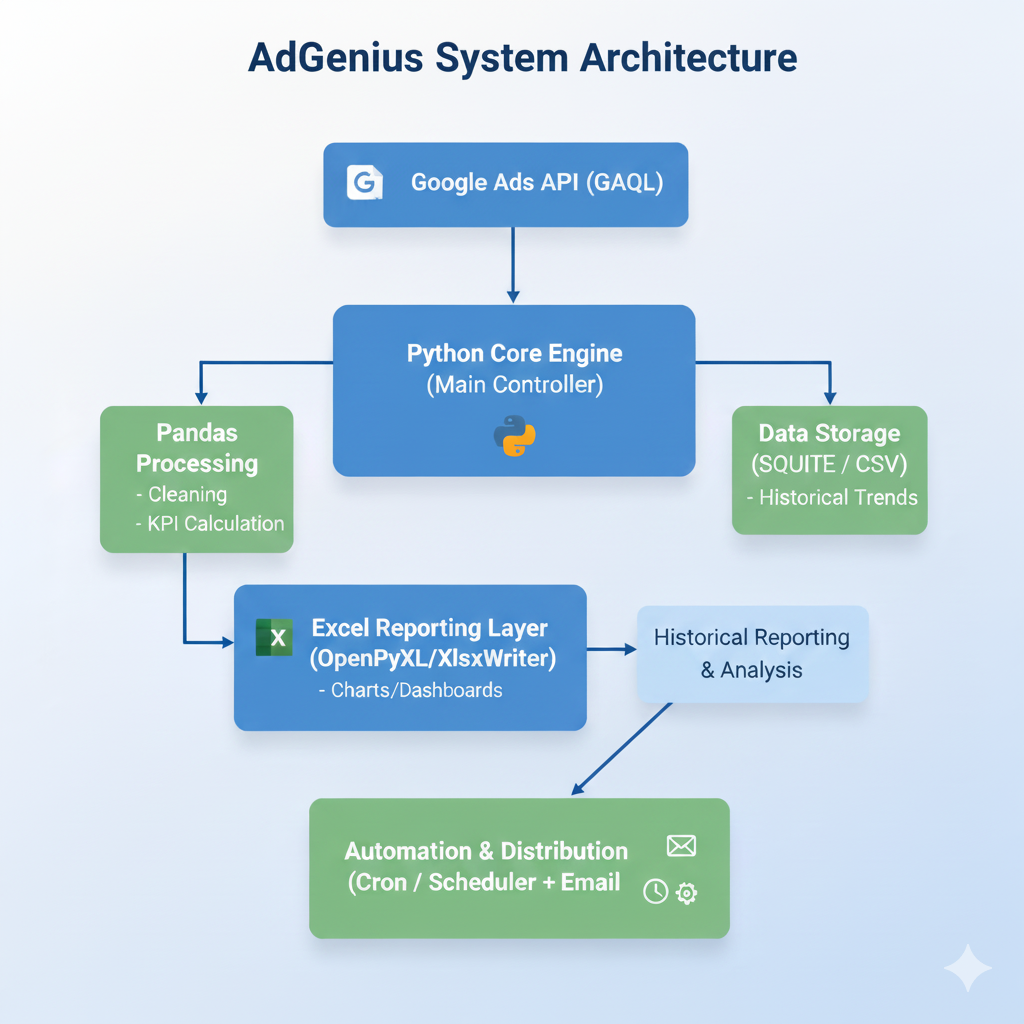 AdGenius System Architecture
G
Google Ads API (GAQL)
Python Core Engine
(Main Controller)
Pandas
Processing
- Cleaning
- KPI Calculation
Data Storage
(SQUITE / CSV)
- Historical Trends
X
Excel Reporting Layer
(OpenPyXL/XlsxWriter)
- Charts/Dashboards
Historical Reporting
& Analysis
Automation & Distribution
(Cron / Scheduler + Email